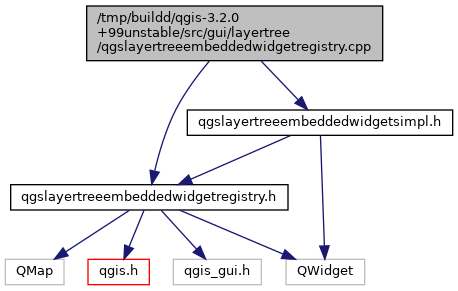 /tmp/buildd/qgis-3.2.0
+99unstable/src/gui/layertree
/qgslayertreeembeddedwidgetregistry.cpp
qgslayertreeembeddedwidgetsimpl.h
qgslayertreeembeddedwidgetregistry.h
QMap
qgis.h
qgis_gui.h
QWidget